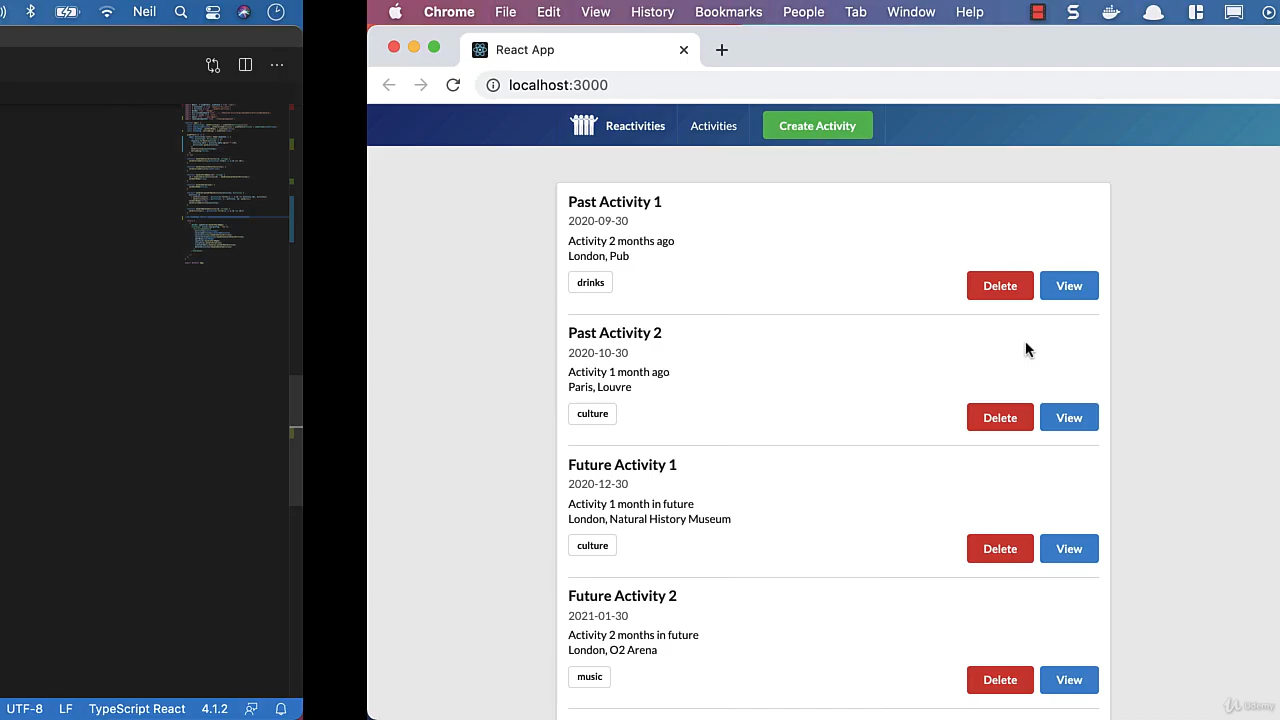 Neil
Chrome File Edit View History Bookmarks People Tab Window Help
React App
localhost:3000
Reactivities Activities Create Activity
Past Activity 1
2020-09-30
Activity 2 months ago
London, Pub
drinks
Delete View
Past Activity 2
2020-10-30
Activity 1 month ago
Paris, Louvre
culture
Delete View
Future Activity 1
2020-12-30
Activity 1 month in future
London, Natural History Museum
culture
Delete View
Future Activity 2
2021-01-30
Activity 2 months in future
London, O2 Arena
music
Delete View
UTF-8 LF TypeScript React 4.1.2
Udemy